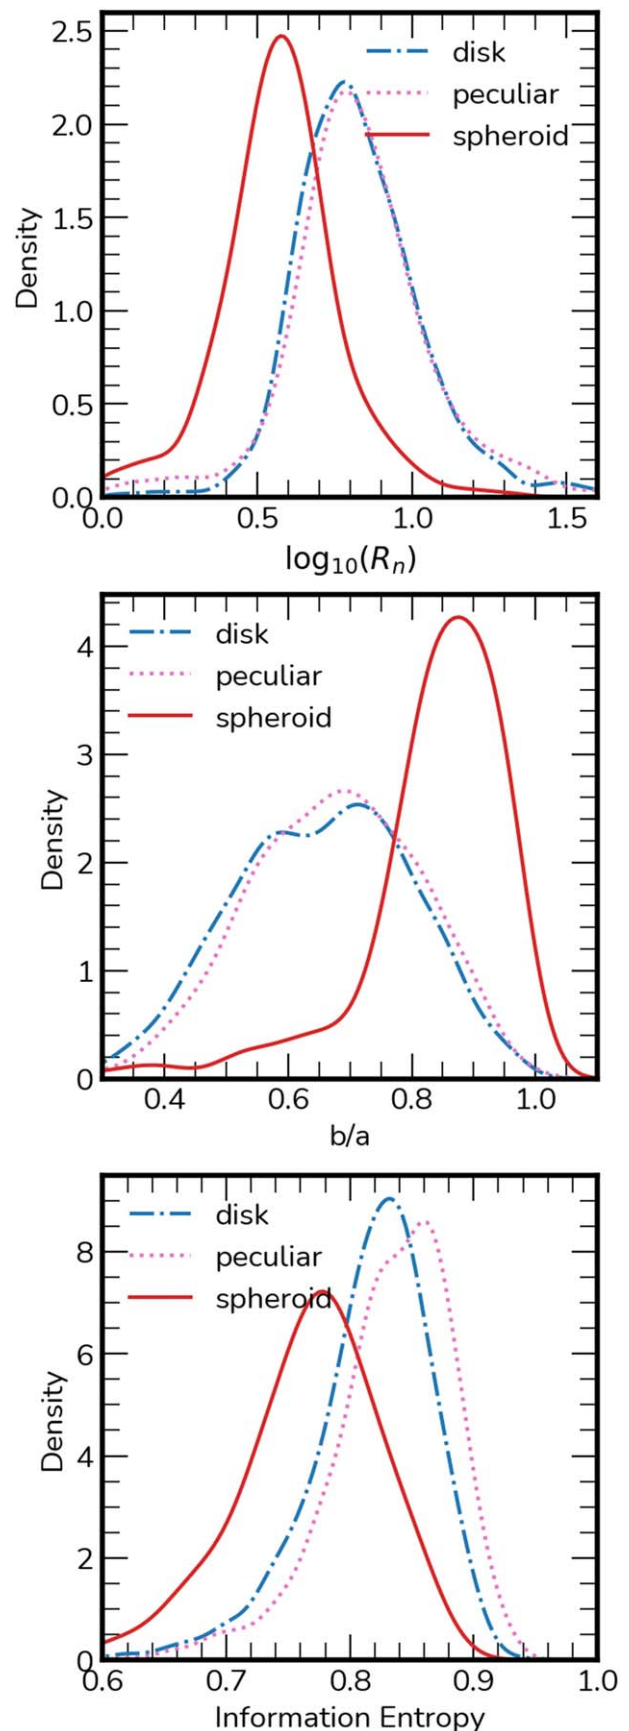 2.5
2.0
1.5
1.0
0.5
0.0
Density
disk
peculiar
spheroid
0.0 0.5 1.0 1.5
log10(Rn)
4
3
2
1
0
Density
disk
peculiar
spheroid
0.4 0.6 0.8 1.0
b/a
8
6
4
2
0
Density
disk
peculiar
spheroid
0.6 0.7 0.8 0.9 1.0
Information Entropy